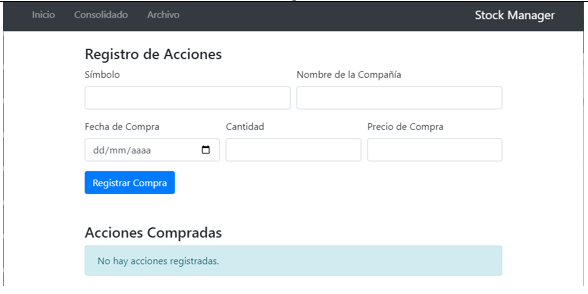 Inicio Consolidado Archivo Stock Manager
Registro de Acciones
Símbolo Nombre de la Compañía
Fecha de Compra Cantidad Precio de Compra
dd/mm/aaaa
Registrar Compra
Acciones Compradas
No hay acciones registradas.